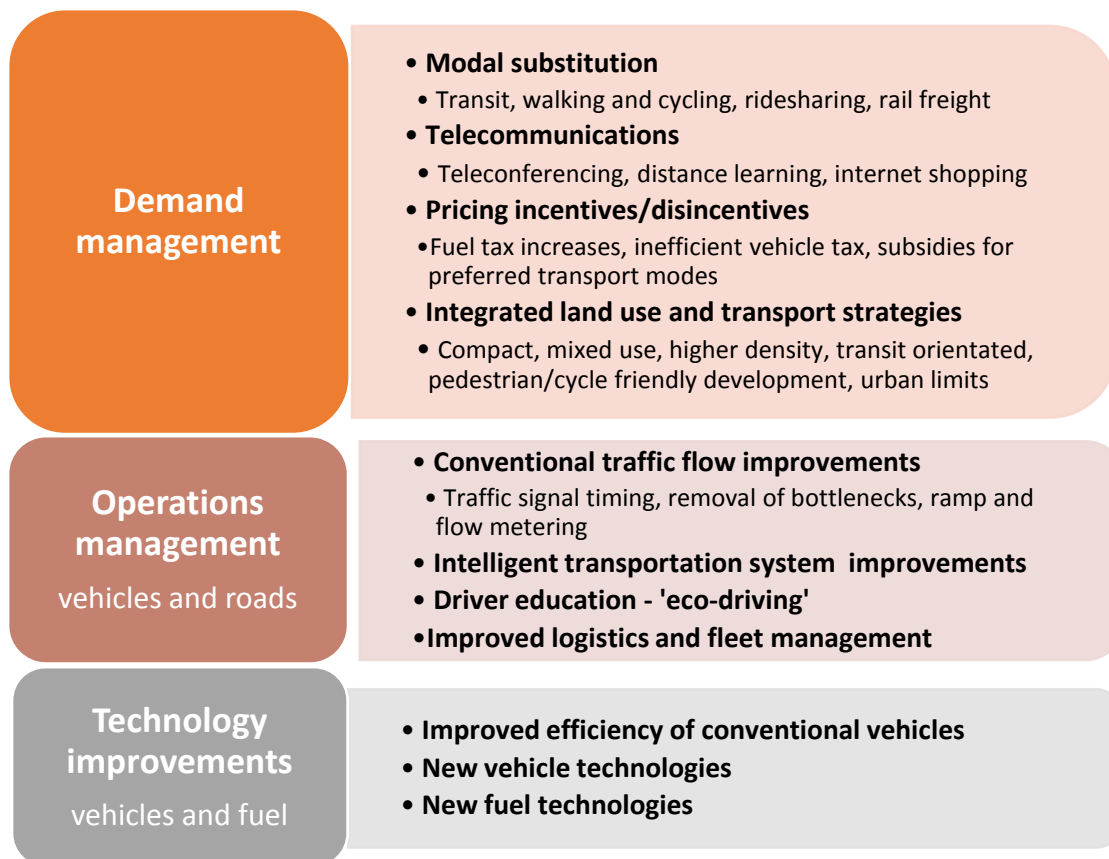 Demand
management
• Modal substitution
• Transit, walking and cycling, ridesharing, rail freight
• Telecommunications
• Teleconferencing, distance learning, internet shopping
• Pricing incentives/disincentives
•Fuel tax increases, inefficient vehicle tax, subsidies for
preferred transport modes
• Integrated land use and transport strategies
• Compact, mixed use, higher density, transit orientated,
pedestrian/cycle friendly development, urban limits
Operations
management
vehicles and roads
• Conventional traffic flow improvements
• Traffic signal timing, removal of bottlenecks, ramp and
flow metering
• Intelligent transportation system improvements
• Driver education - 'eco-driving'
•Improved logistics and fleet management
Technology
improvements
vehicles and fuel
• Improved efficiency of conventional vehicles
• New vehicle technologies
• New fuel technologies